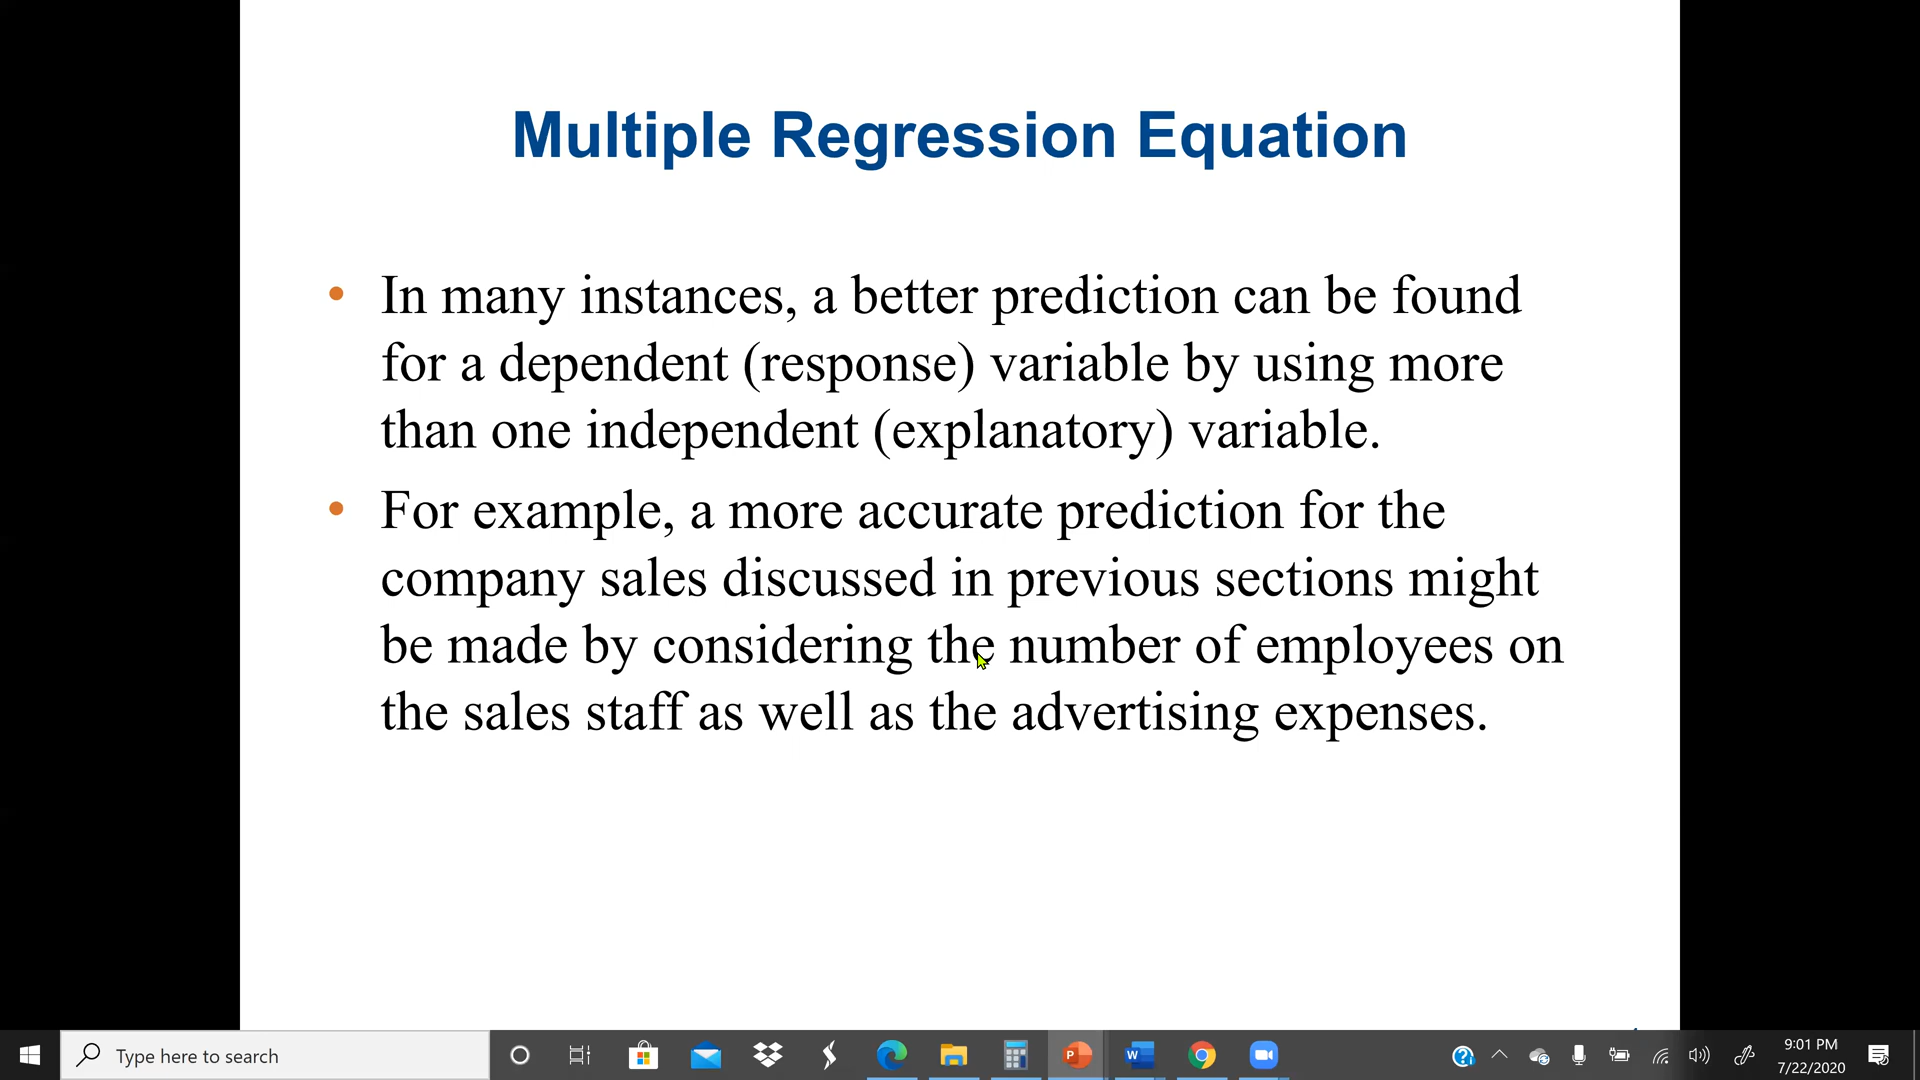 Multiple Regression Equation
• In many instances, a better prediction can be found
for a dependent (response) variable by using more
than one independent (explanatory) variable.
• For example, a more accurate prediction for the
company sales discussed in previous sections might
be made by considering the number of employees on
the sales staff as well as the advertising expenses.
Type here to search
9:01 PM
7/22/2020